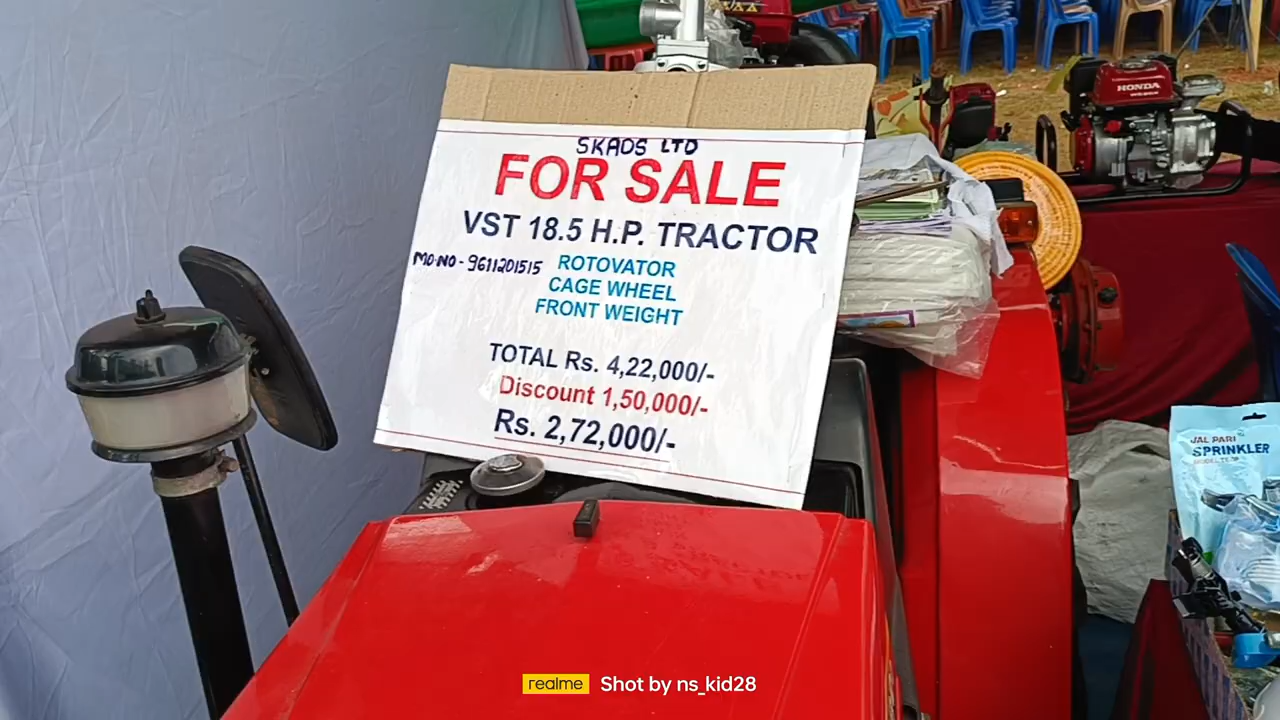 SKADS LTD
FOR SALE
VST 18.5 H.P. TRACTOR
MO.NO - 9611201515
ROTOVATOR
CAGE WHEEL
FRONT WEIGHT
TOTAL Rs. 4,22,000/-
Discount 1,50,000/-
Rs. 2,72,000/-
HONDA
JAL PARI
SPRINKLER
realme Shot by ns_kid28